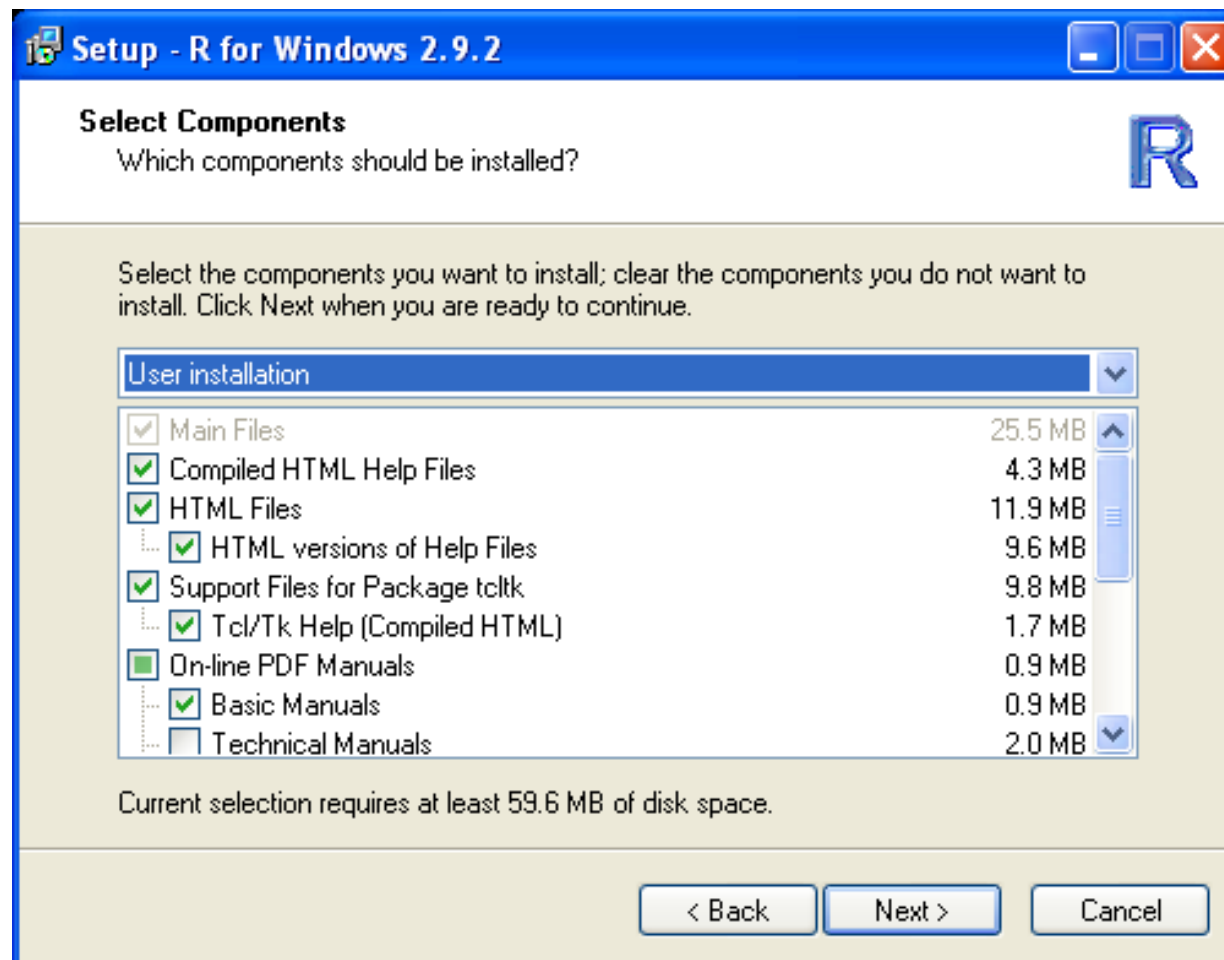 Setup - R for Windows 2.9.2
Select Components
Which components should be installed?
R
Select the components you want to install; clear the components you do not want to
install. Click Next when you are ready to continue.
User installation
Main Files 25.5 MB
Compiled HTML Help Files 4.3 MB
HTML Files 11.9 MB
HTML versions of Help Files 9.6 MB
Support Files for Package tcltk 9.8 MB
Tcl/Tk Help (Compiled HTML) 1.7 MB
On-line PDF Manuals 0.9 MB
Basic Manuals 0.9 MB
Technical Manuals 2.0 MB
Current selection requires at least 59.6 MB of disk space.
< Back Next > Cancel